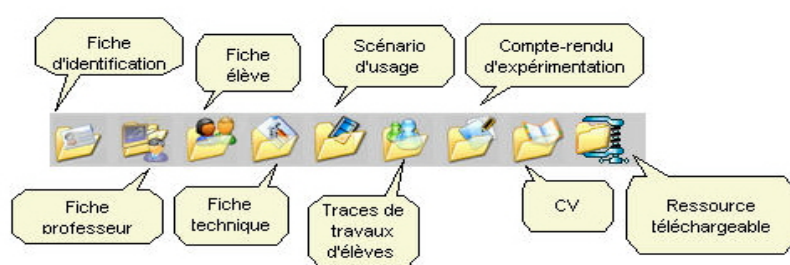 Fiche
d'identification
Fiche
élève
Scénario
d'usage
Compte-rendu
d'expérimentation
Fiche
professeur
Fiche
technique
Traces de
travaux
d'élèves
CV
Ressource
téléchargeable